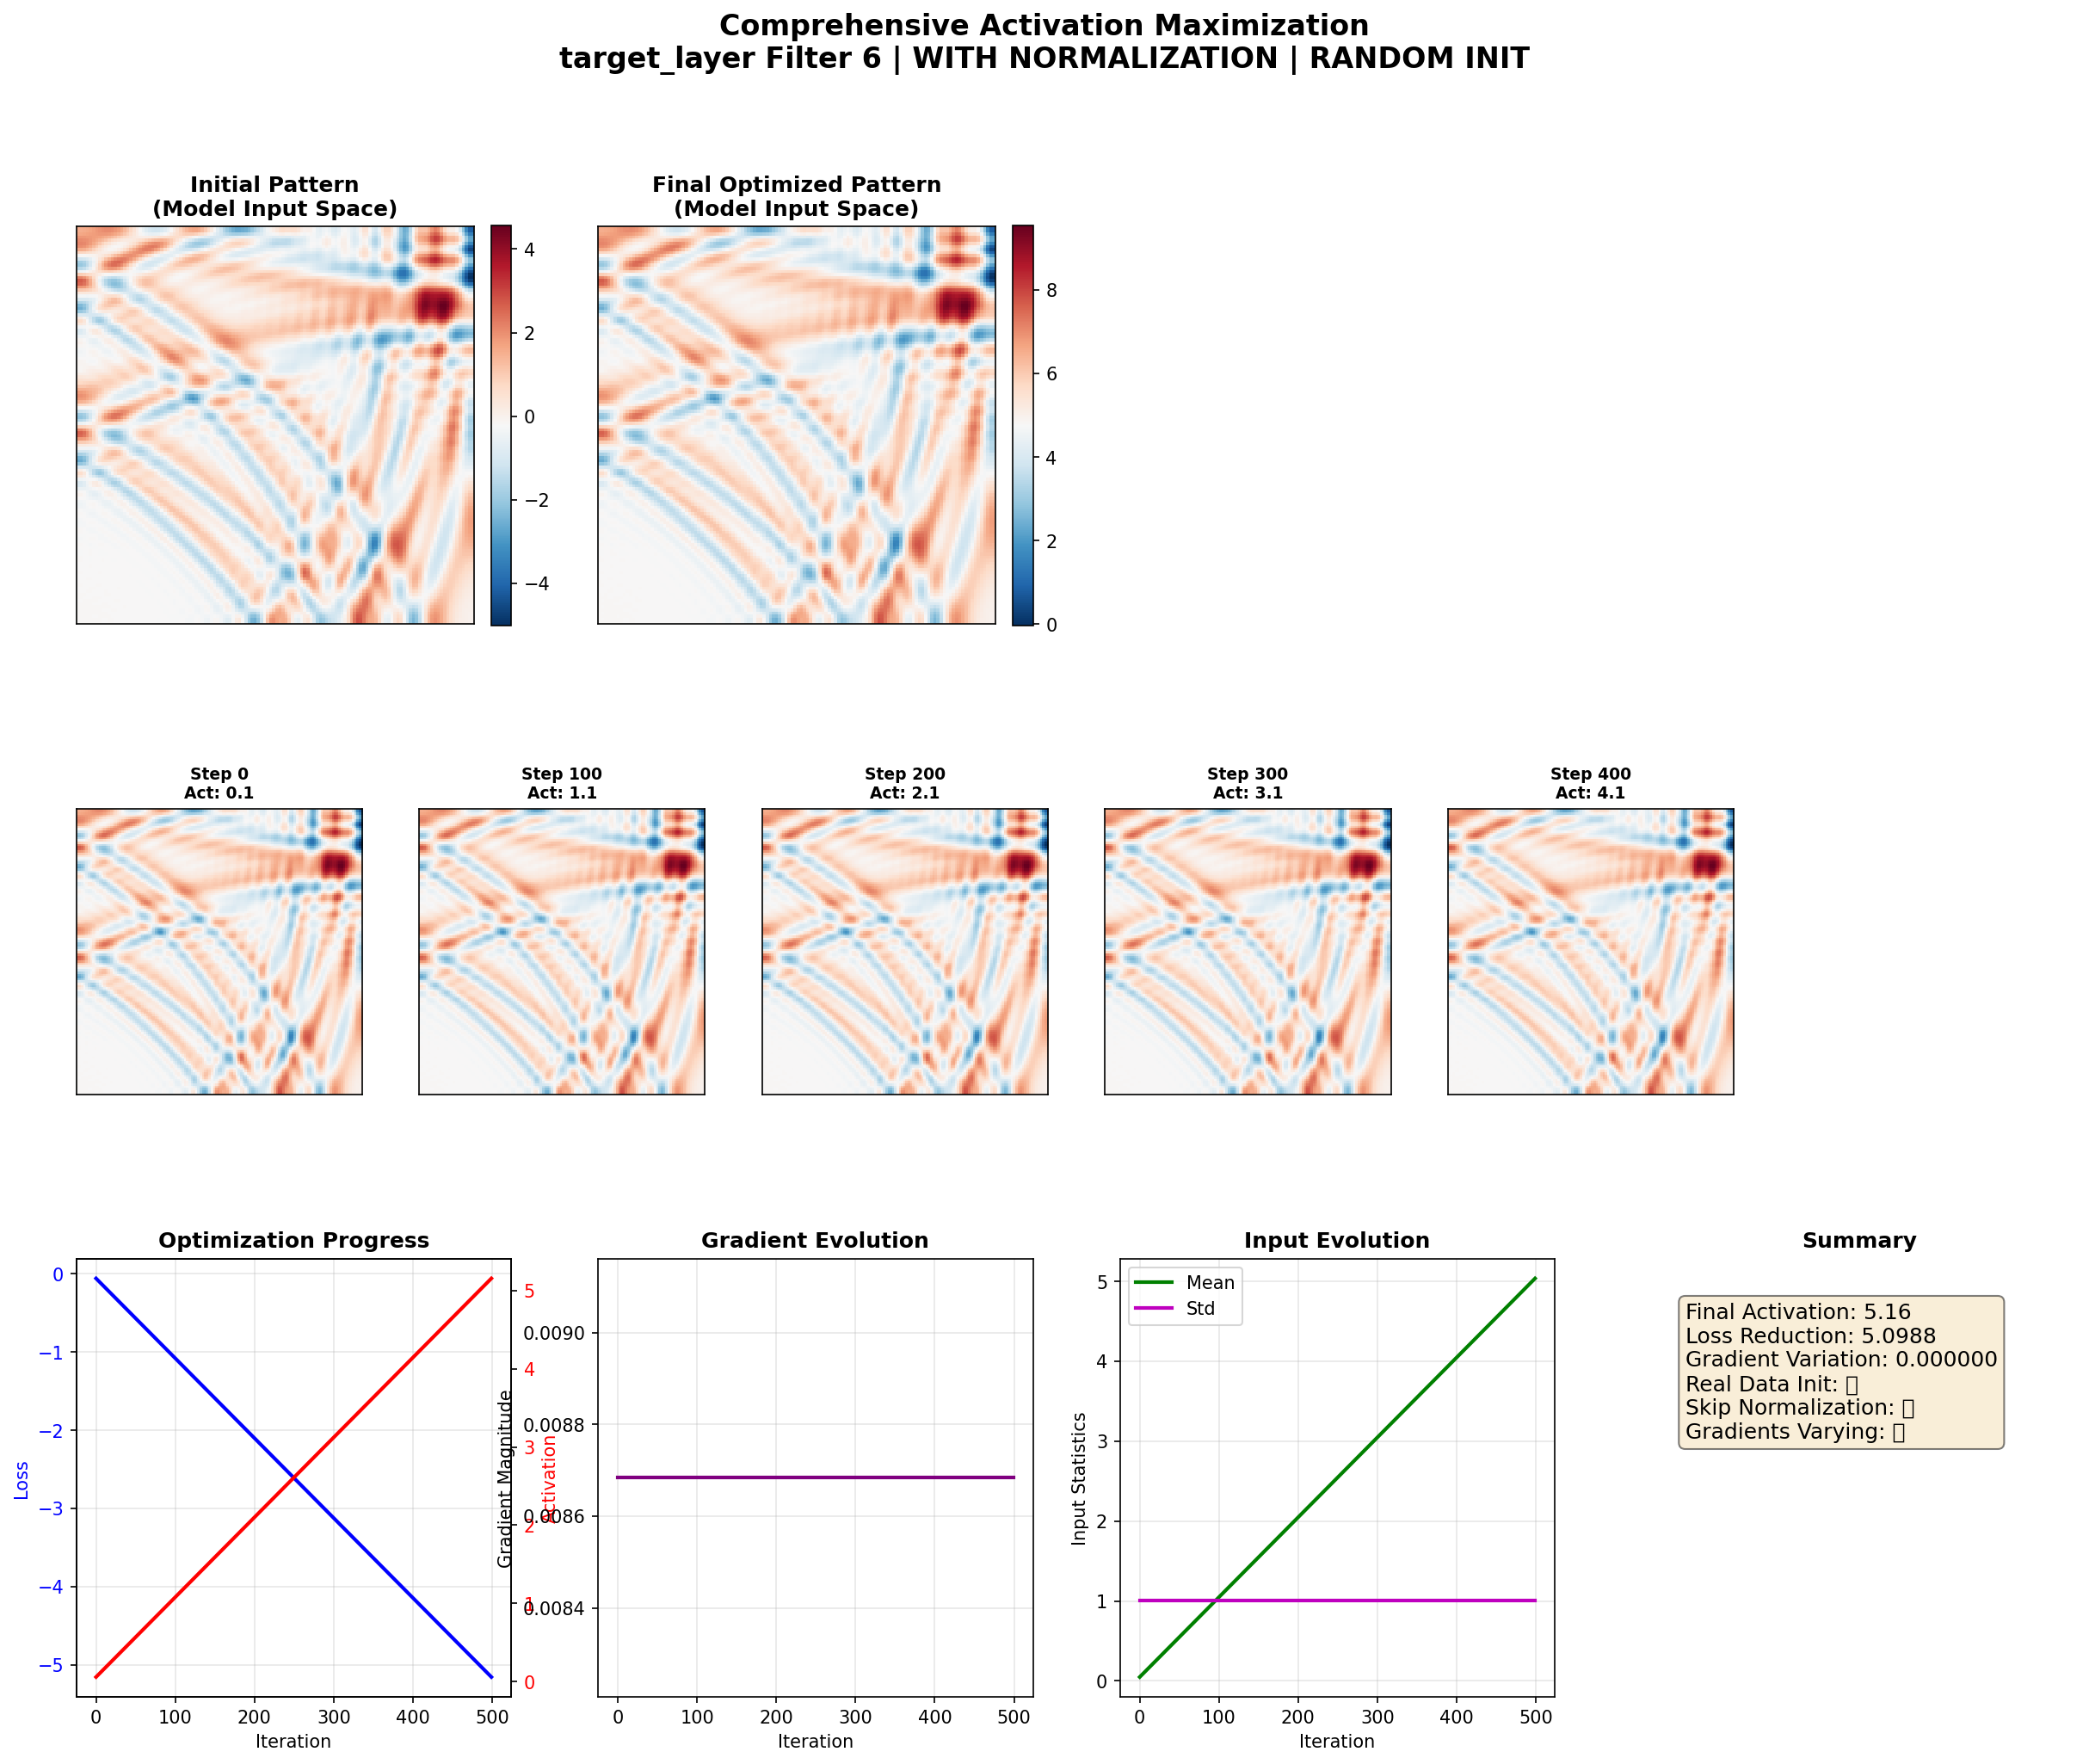 Comprehensive Activation Maximization
target_layer Filter 6 | WITH NORMALIZATION | RANDOM INIT
Initial Pattern
(Model Input Space)
4
2
0
−2
−4
Final Optimized Pattern
(Model Input Space)
8
6
4
2
0
Step 0
Act: 0.1
Step 100
Act: 1.1
Step 200
Act: 2.1
Step 300
Act: 3.1
Step 400
Act: 4.1
Optimization Progress
Loss
0
−1
−2
−3
−4
−5
0 100 200 300 400 500
Iteration
5
4
3
2
1
0
Activation
Gradient Evolution
Gradient Magnitude
0.0090
0.0088
0.0086
0.0084
0 100 200 300 400 500
Iteration
Input Evolution
Mean
Std
Input Statistics
5
4
3
2
1
0
0 100 200 300 400 500
Iteration
Summary
Final Activation: 5.16
Loss Reduction: 5.0988
Gradient Variation: 0.000000
Real Data Init:
Skip Normalization:
Gradients Varying: